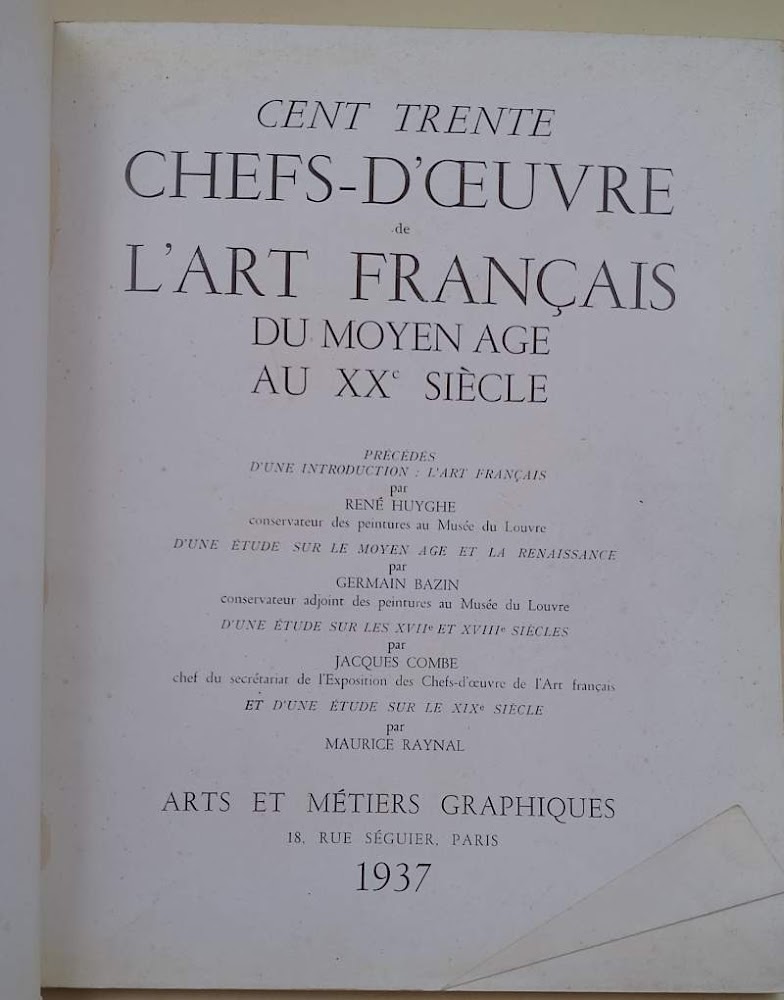 CENT TRENTE
CHEFS-D'ŒUVRE
de
L'ART FRANÇAIS
DU MOYEN AGE
AU XXe SIÈCLE
PRÉCÉDÉS
D'UNE INTRODUCTION : L'ART FRANÇAIS
par
RENÉ HUYGHE
conservateur des peintures au Musée du Louvre
D'UNE ÉTUDE SUR LE MOYEN AGE ET LA RENAISSANCE
par
GERMAIN BAZIN
conservateur adjoint des peintures au Musée du Louvre
D'UNE ÉTUDE SUR LES XVIIe ET XVIIIe SIÈCLES
par
JACQUES COMBE
chef du secrétariat de l'Exposition des Chefs-d'œuvre de l'Art français
ET D'UNE ÉTUDE SUR LE XIXe SIÈCLE
par
MAURICE RAYNAL
ARTS ET MÉTIERS GRAPHIQUES
18, RUE SÉGUIER, PARIS
1937